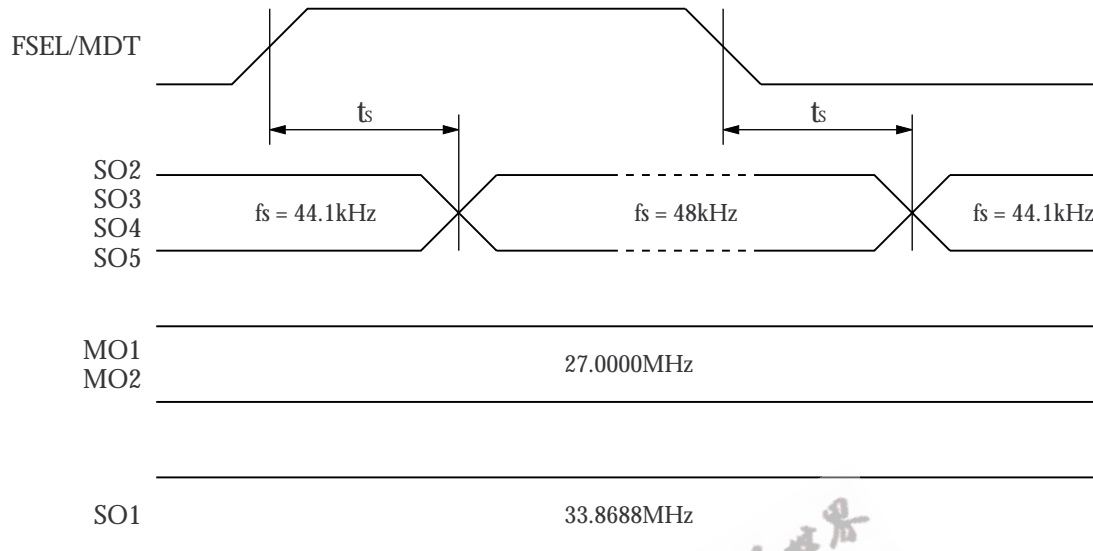 FSEL/MDT
ts
ts
SO2
SO3
SO4
SO5
fs = 44.1kHz
fs = 48kHz
fs = 44.1kHz
MO1
MO2
27.0000MHz
SO1
33.8688MHz